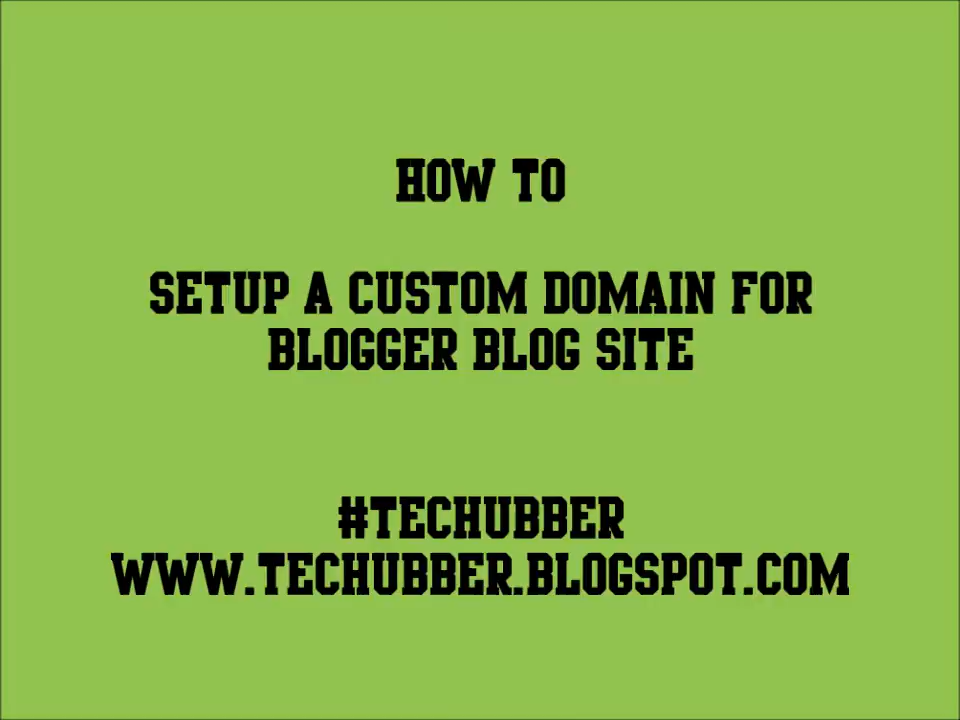 HOW TO
SETUP A CUSTOM DOMAIN FOR
BLOGGER BLOG SITE
#TECHUBBER
WWW.TECHUBBER.BLOGSPOT.COM